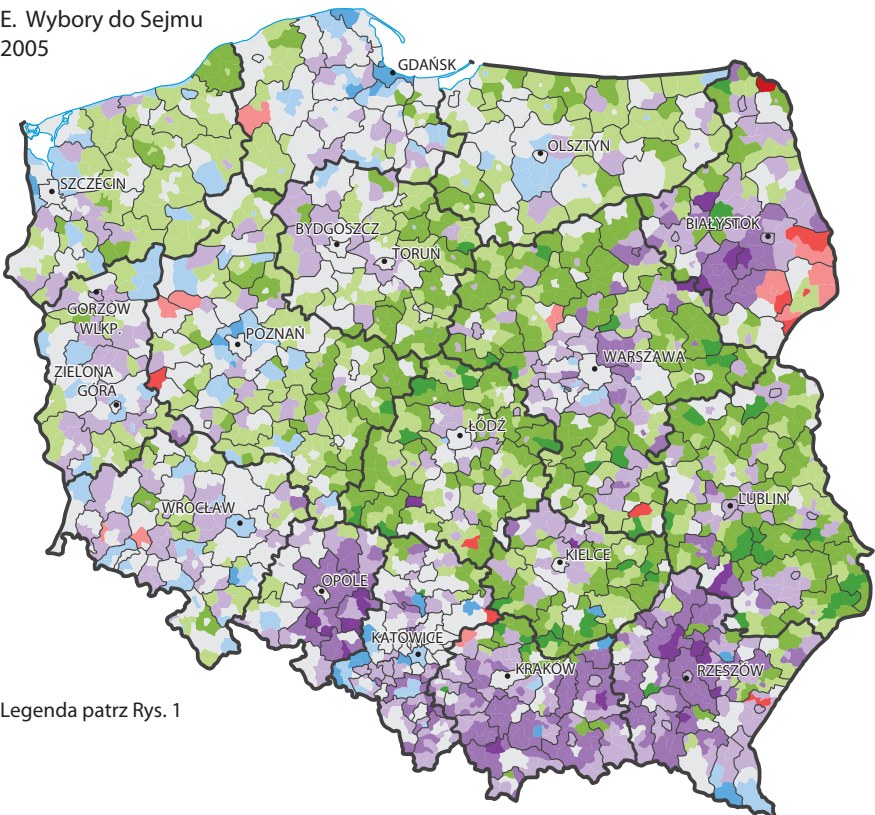 E. Wybory do Sejmu
2005
GDAŃSK
OLSZTYN
SZCZECIN
BIAŁYSTOK
BYDGOSZCZ
TORUŃ
GORZÓW
WLKP.
POZNAŃ
WARSZAWA
ZIELONA
GÓRA
ŁÓDŹ
WROCŁAW
LUBLIN
KIELCE
OPOLE
KATOWICE
KRAKÓW
RZESZÓW
Legenda patrz Rys. 1